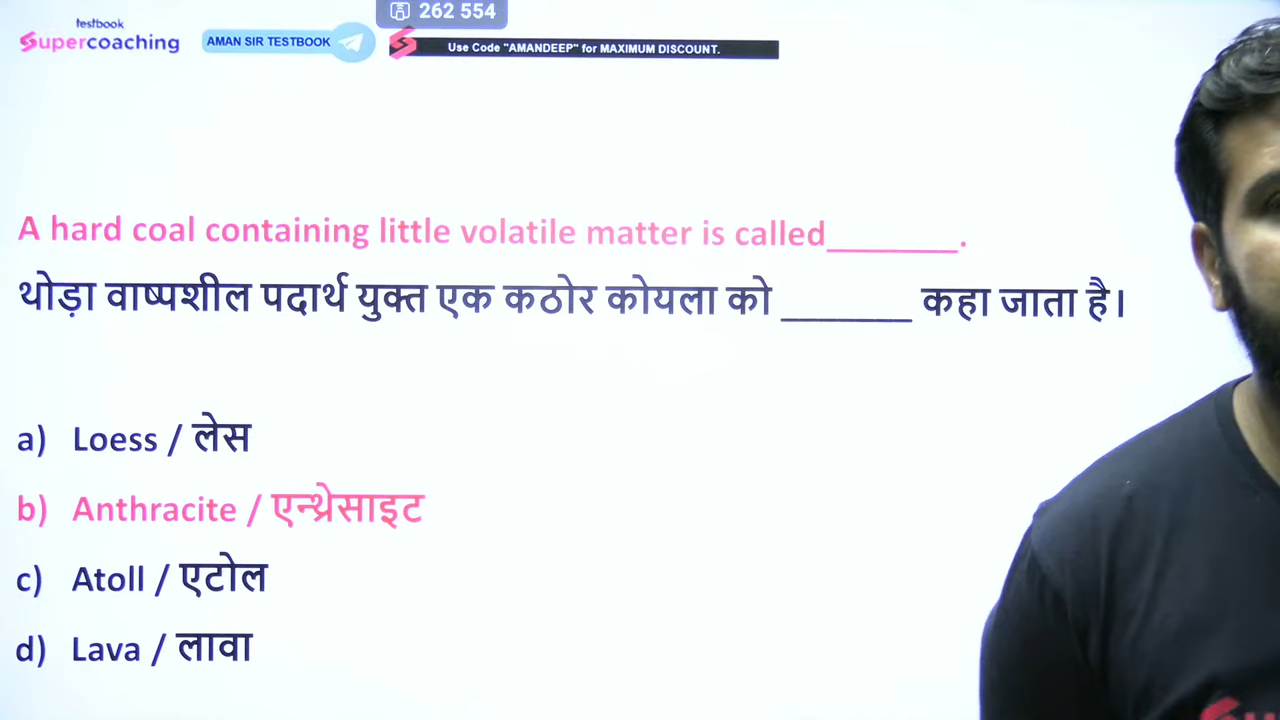 testbook
Supercoaching
AMAN SIR TESTBOOK
262 554
Use Code "AMANDEEP" for MAXIMUM DISCOUNT.
A hard coal containing little volatile matter is called_______.
थोड़ा वाष्पशील पदार्थ युक्त एक कठोर कोयला को _______ कहा जाता है।
a) Loess / लेस
b) Anthracite / एन्थ्रेसाइट
c) Atoll / एटोल
d) Lava / लावा